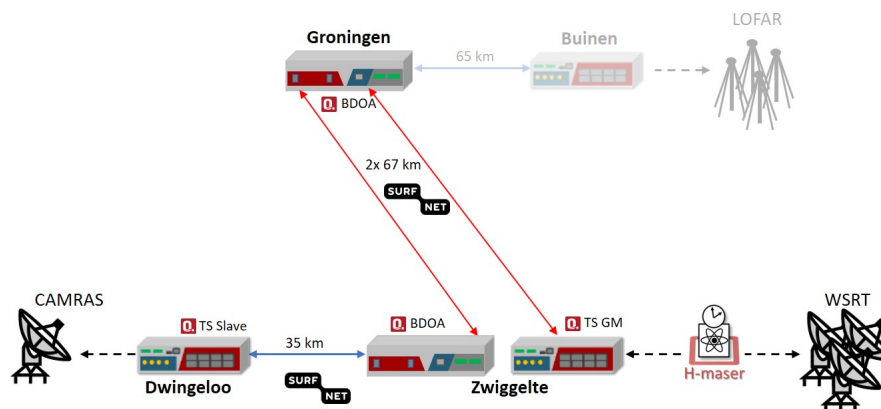 LOFAR
Groningen
Buinen
65 km
Q. BDOA
2x 67 km
SURF
NET
CAMRAS
WSRT
Q. TS Slave
Q. BDOA
Q. TS GM
35 km
H-maser
Dwingeloo
SURF
NET
Zwiggelte